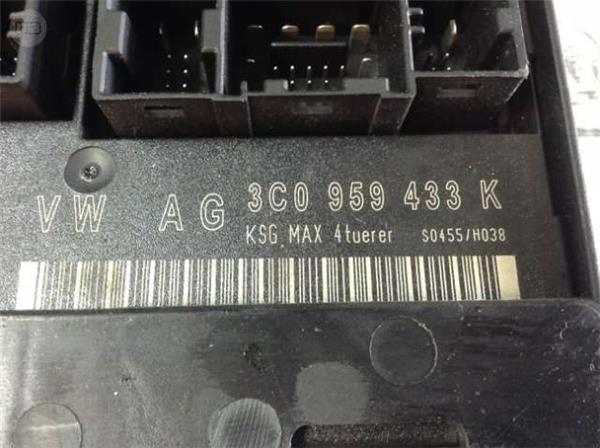 VW AG 3C0 959 433 K
KSG MAX 4tuerer S0455/H038